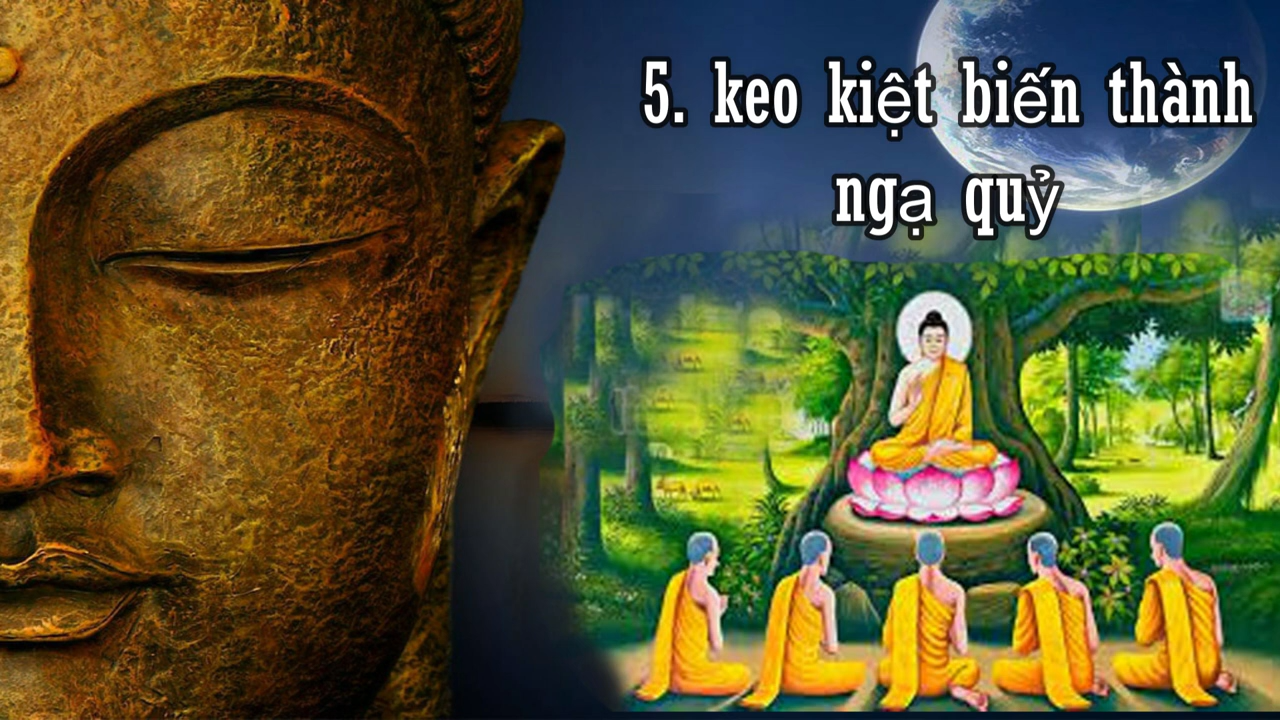 5. keo kiệt biến thành
ngạ quỷ